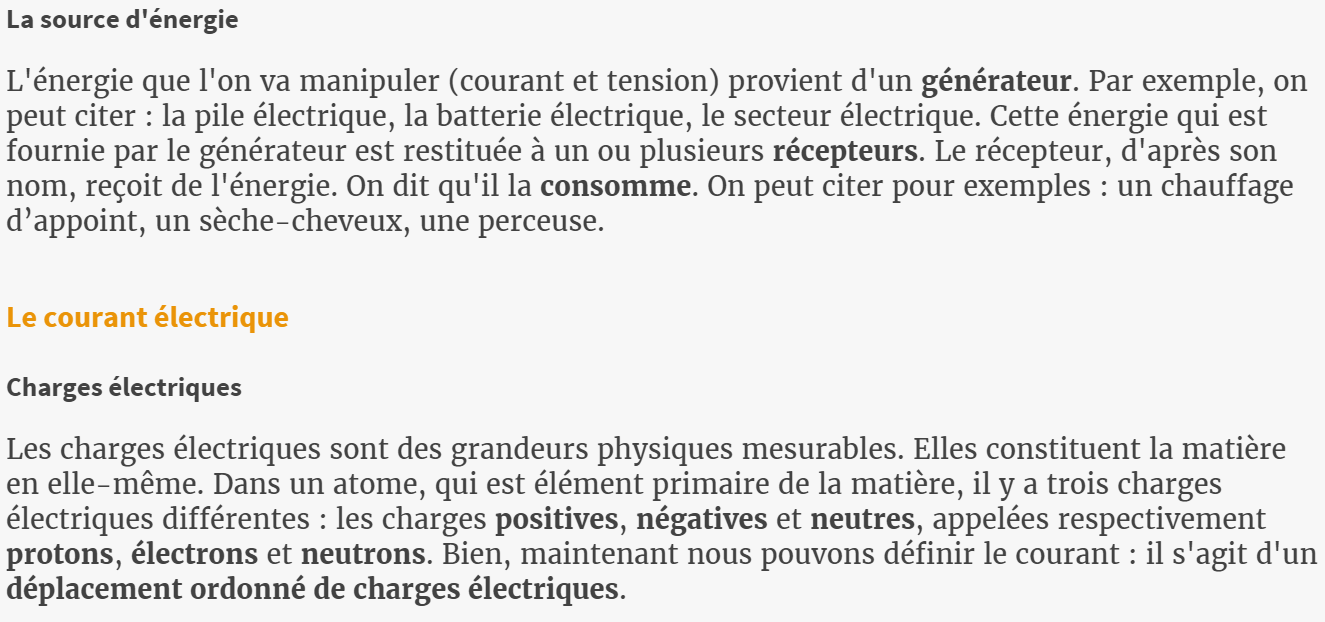 La source d'énergie
L'énergie que l'on va manipuler (courant et tension) provient d'un générateur. Par exemple, on
peut citer : la pile électrique, la batterie électrique, le secteur électrique. Cette énergie qui est
fournie par le générateur est restituée à un ou plusieurs récepteurs. Le récepteur, d'après son
nom, reçoit de l'énergie. On dit qu'il la consomme. On peut citer pour exemples : un chauffage
d’appoint, un sèche-cheveux, une perceuse.
Le courant électrique
Charges électriques
Les charges électriques sont des grandeurs physiques mesurables. Elles constituent la matière
en elle-même. Dans un atome, qui est élément primaire de la matière, il y a trois charges
électriques différentes : les charges positives, négatives et neutres, appelées respectivement
protons, électrons et neutrons. Bien, maintenant nous pouvons définir le courant : il s'agit d'un
déplacement ordonné de charges électriques.